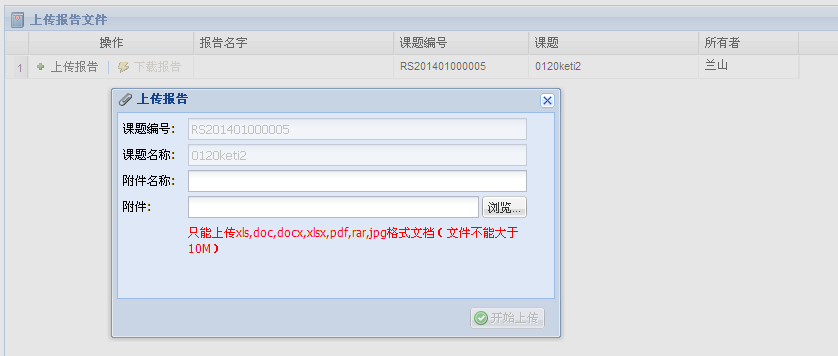 上传报告文件
操作 报告名字 课题编号 课题 所有者
1 上传报告 下载报告 RS201401000005 0120keti2 兰山
上传报告
课题编号: RS201401000005
课题名称: 0120keti2
附件名称:
附件: 浏览...
只能上传xls,doc,docx,xlsx,pdf,rar,jpg格式文档（文件不能大于
10M）
开始上传